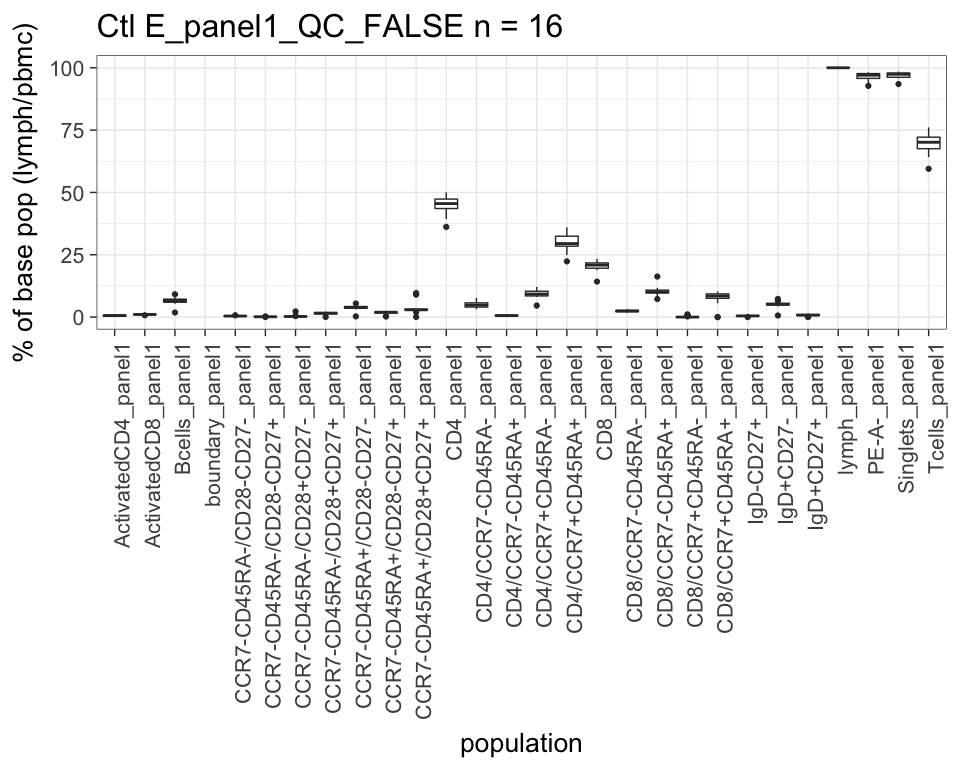 Ctl E_panel1_QC_FALSE n = 16
% of base pop (lymph/pbmc)
100
75
50
25
0
ActivatedCD4_panel1
ActivatedCD8_panel1
Bcells_panel1
boundary_panel1
CCR7-CD45RA-/CD28-CD27-_panel1
CCR7-CD45RA-/CD28-CD27+_panel1
CCR7-CD45RA-/CD28+CD27-_panel1
CCR7-CD45RA-/CD28+CD27+_panel1
CCR7-CD45RA+/CD28-CD27-_panel1
CCR7-CD45RA+/CD28-CD27+_panel1
CCR7-CD45RA+/CD28+CD27+_panel1
CD4_panel1
CD4/CCR7-CD45RA-_panel1
CD4/CCR7-CD45RA+_panel1
CD4/CCR7+CD45RA-_panel1
CD4/CCR7+CD45RA+_panel1
CD8_panel1
CD8/CCR7-CD45RA-_panel1
CD8/CCR7-CD45RA+_panel1
CD8/CCR7+CD45RA-_panel1
CD8/CCR7+CD45RA+_panel1
IgD-CD27+_panel1
IgD+CD27-_panel1
IgD+CD27+_panel1
lymph_panel1
PE-A-_panel1
Singlets_panel1
Tcells_panel1
population